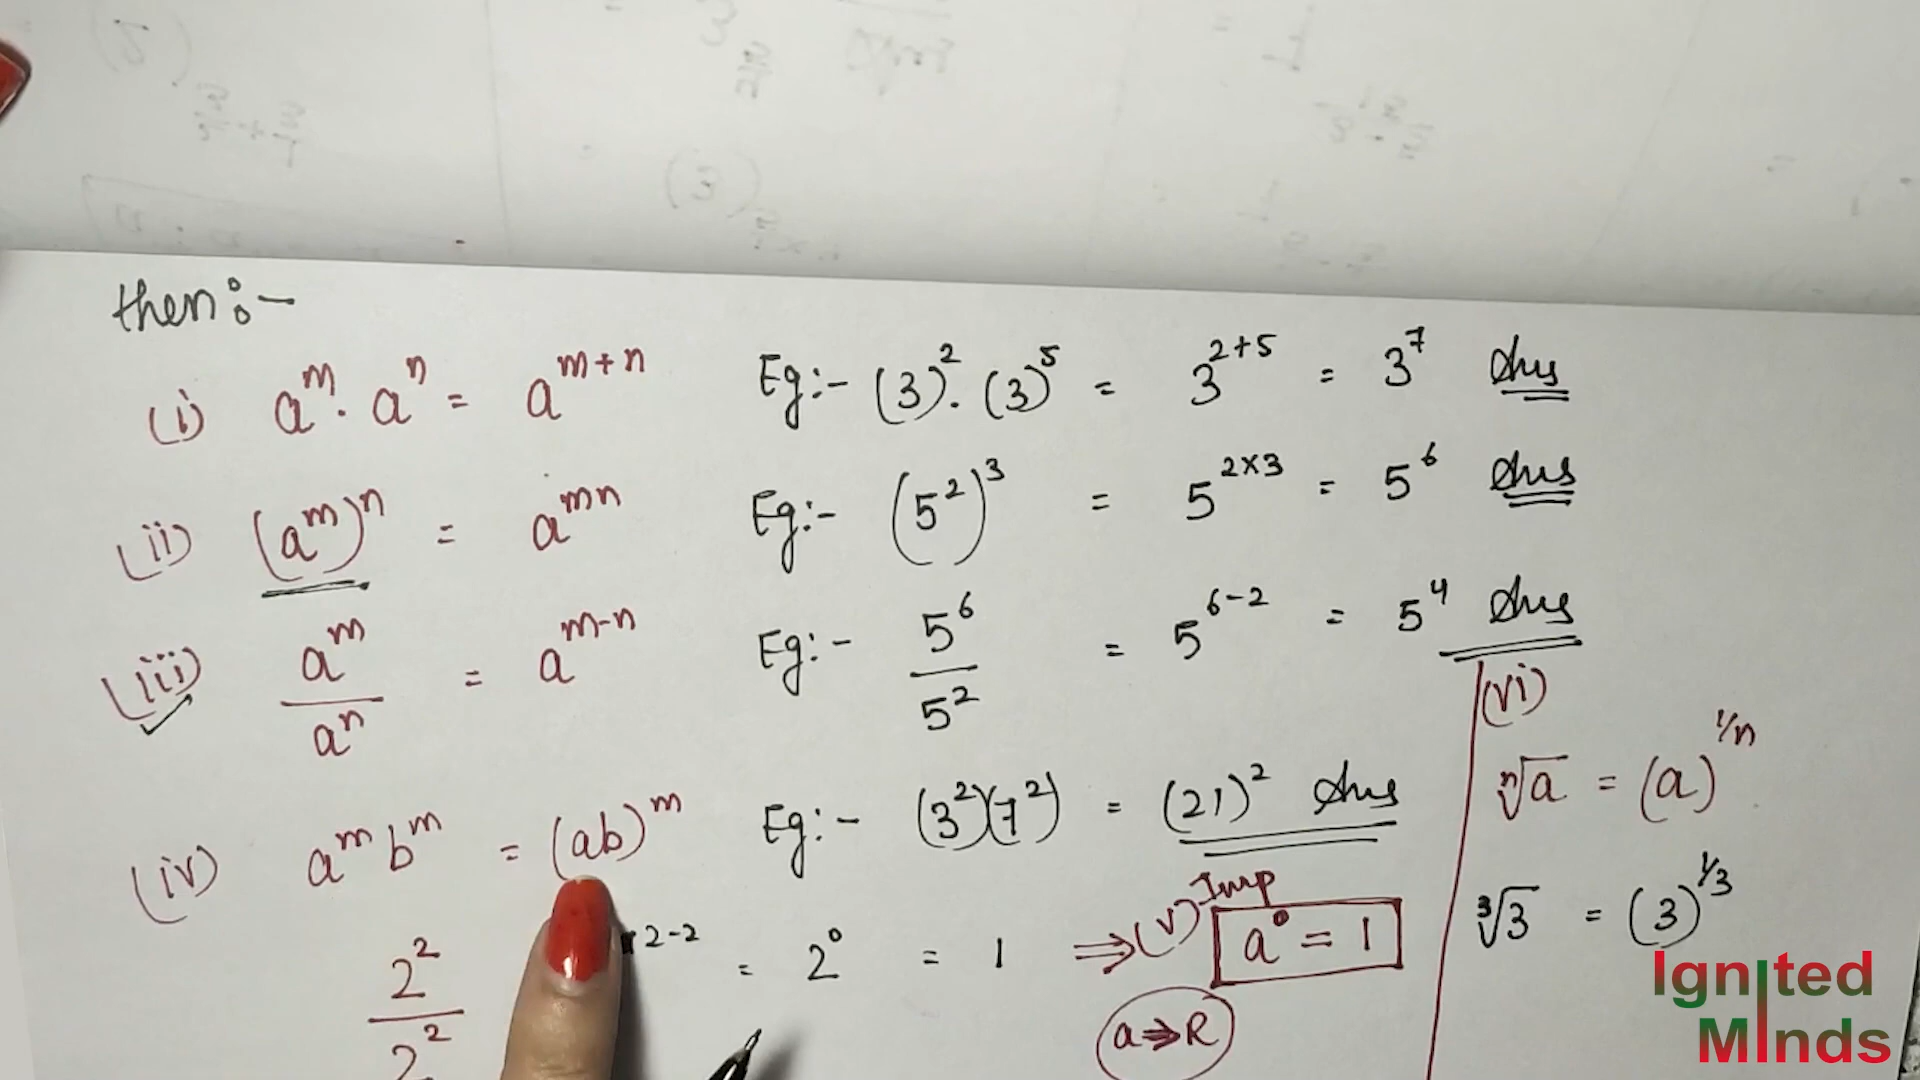 then :-
(i) a^m . a^n = a^(m+n) Eg:- (3)^2 . (3)^5 = 3^(2+5) = 3^7 Ans
(ii) (a^m)^n = a^(mn) Eg:- (5^2)^3 = 5^(2×3) = 5^6 Ans
(iii) a^m / a^n = a^(m-n) Eg:- 5^6 / 5^2 = 5^(6-2) = 5^4 Ans
(iv) a^m b^m = (ab)^m Eg:- (3^2)(7^2) = (21)^2 Ans
2^2 / 2^2 2-2 = 2^0 = 1 ⇒ (v) Imp a^0 = 1
a ⇒ R
(vi)
ⁿ√a = (a)^(1/n)
³√3 = (3)^(1/3)
Ignited
Minds